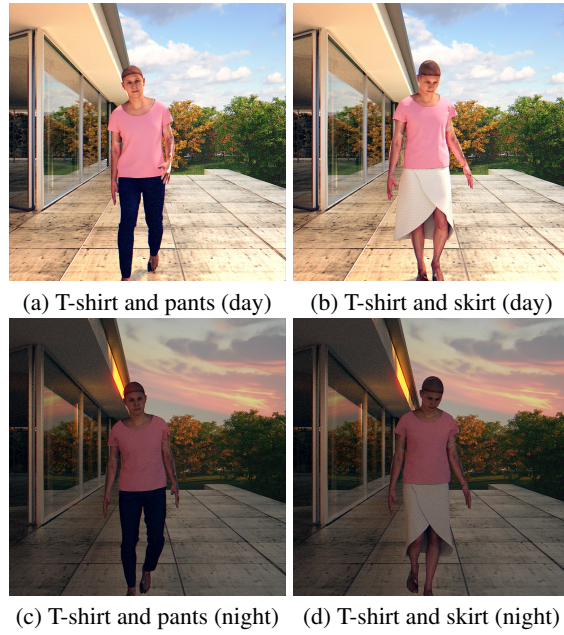 (a) T-shirt and pants (day)
(b) T-shirt and skirt (day)
(c) T-shirt and pants (night)
(d) T-shirt and skirt (night)